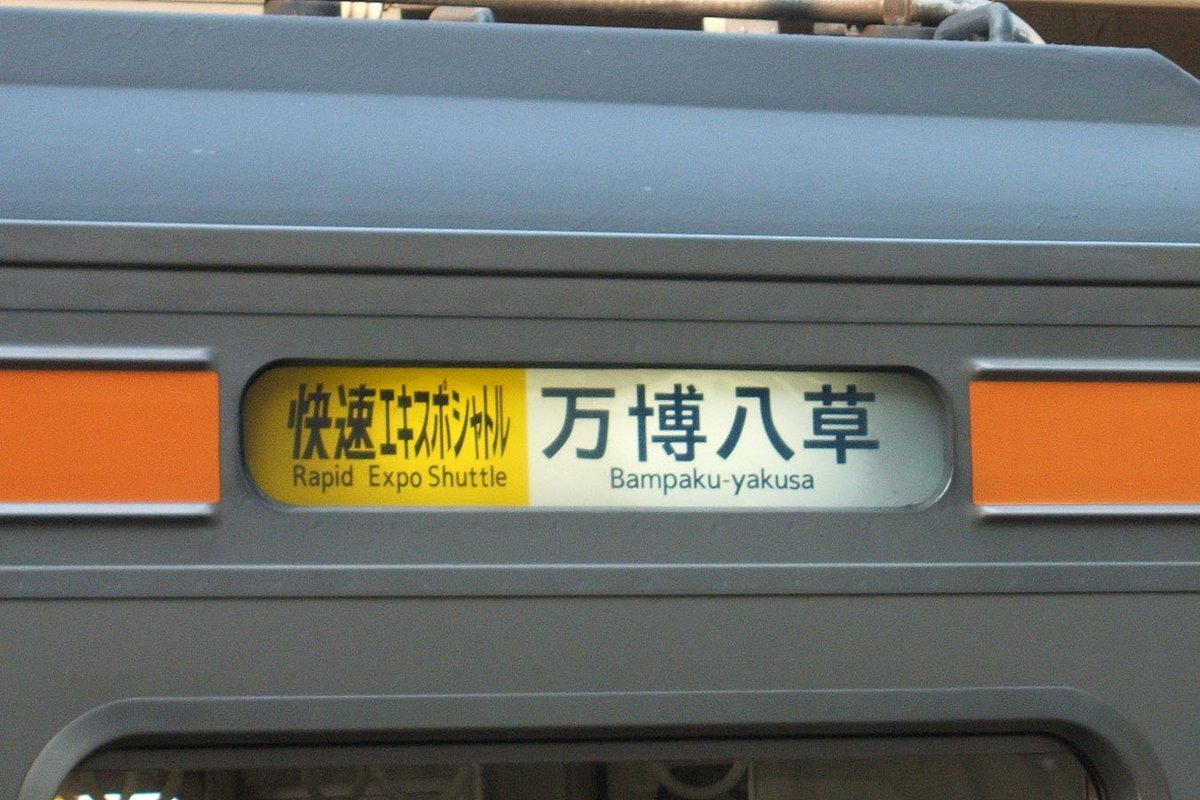 快速エキスポシャトル
Rapid Expo Shuttle
万博八草
Bampaku-yakusa